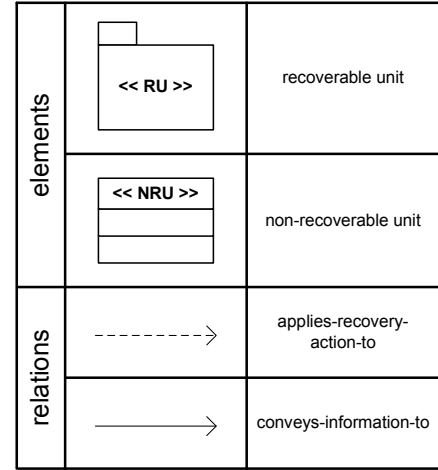 elements
<< RU >>
recoverable unit
<< NRU >>
non-recoverable unit
relations
applies-recovery-
action-to
conveys-information-to